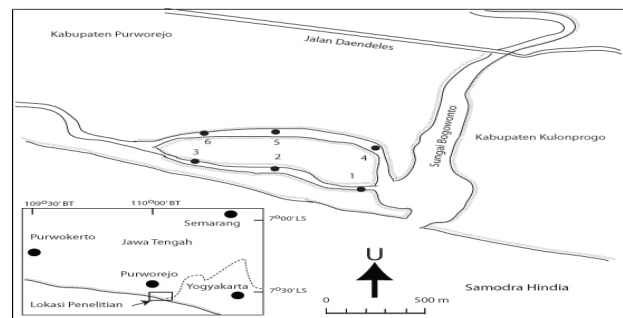 Kabupaten Purworejo
Jalan Daendeles
Sungai Bogowonto
Kabupaten Kulonprogo
6
5
4
3
2
1
109°30' BT
110°00' BT
Semarang
7°00' LS
Purwokerto
Jawa Tengah
Purworejo
Yogyakarta
7°30' LS
Lokasi Penelitian
U
0
500 m
Samodra Hindia